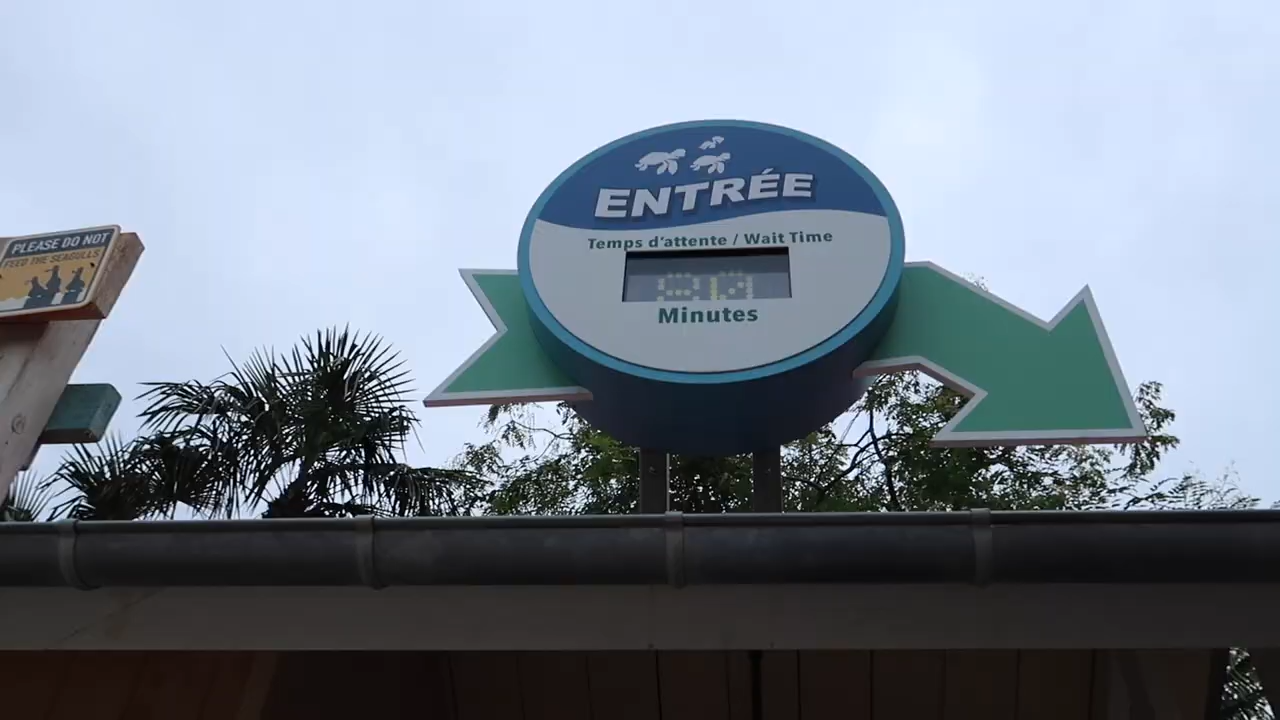 PLEASE DO NOT
FEED THE SEAGULLS
ENTRÉE
Temps d'attente / Wait Time
Minutes